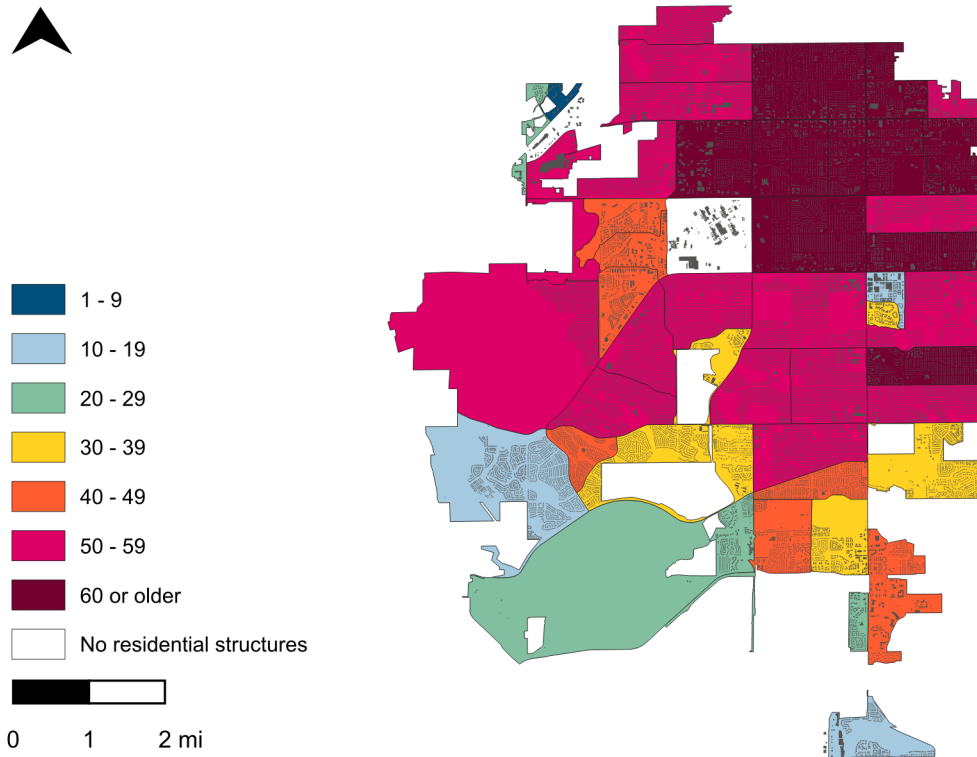 1 - 9
10 - 19
20 - 29
30 - 39
40 - 49
50 - 59
60 or older
No residential structures
0 1 2 mi